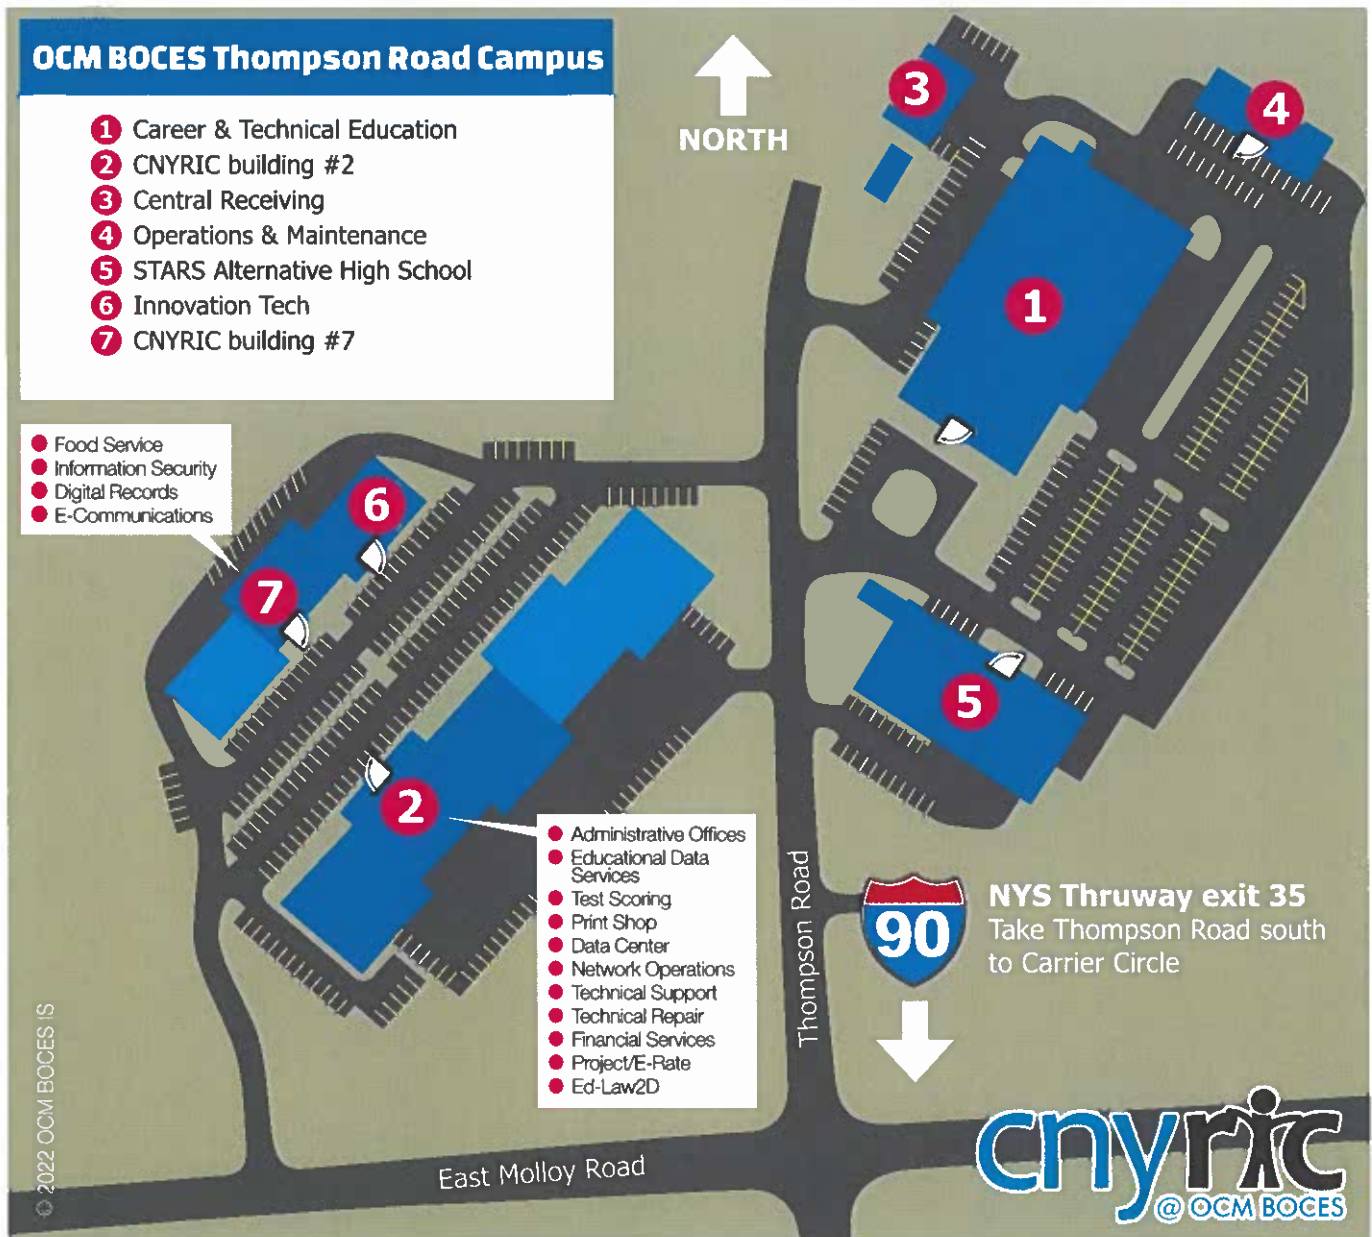 OCM BOCES Thompson Road Campus
1 Career & Technical Education
2 CNYRIC building #2
3 Central Receiving
4 Operations & Maintenance
5 STARS Alternative High School
6 Innovation Tech
7 CNYRIC building #7
NORTH
3
4
1
Food Service
Information Security
Digital Records
E-Communications
6
7
5
2
Administrative Offices
Educational Data
Services
Test Scoring
Print Shop
Data Center
Network Operations
Technical Support
Technical Repair
Financial Services
Project/E-Rate
Ed-Law2D
Thompson Road
90
NYS Thruway exit 35
Take Thompson Road south
to Carrier Circle
East Molloy Road
© 2022 OCM BOCES IS
cnyric
@ OCM BOCES